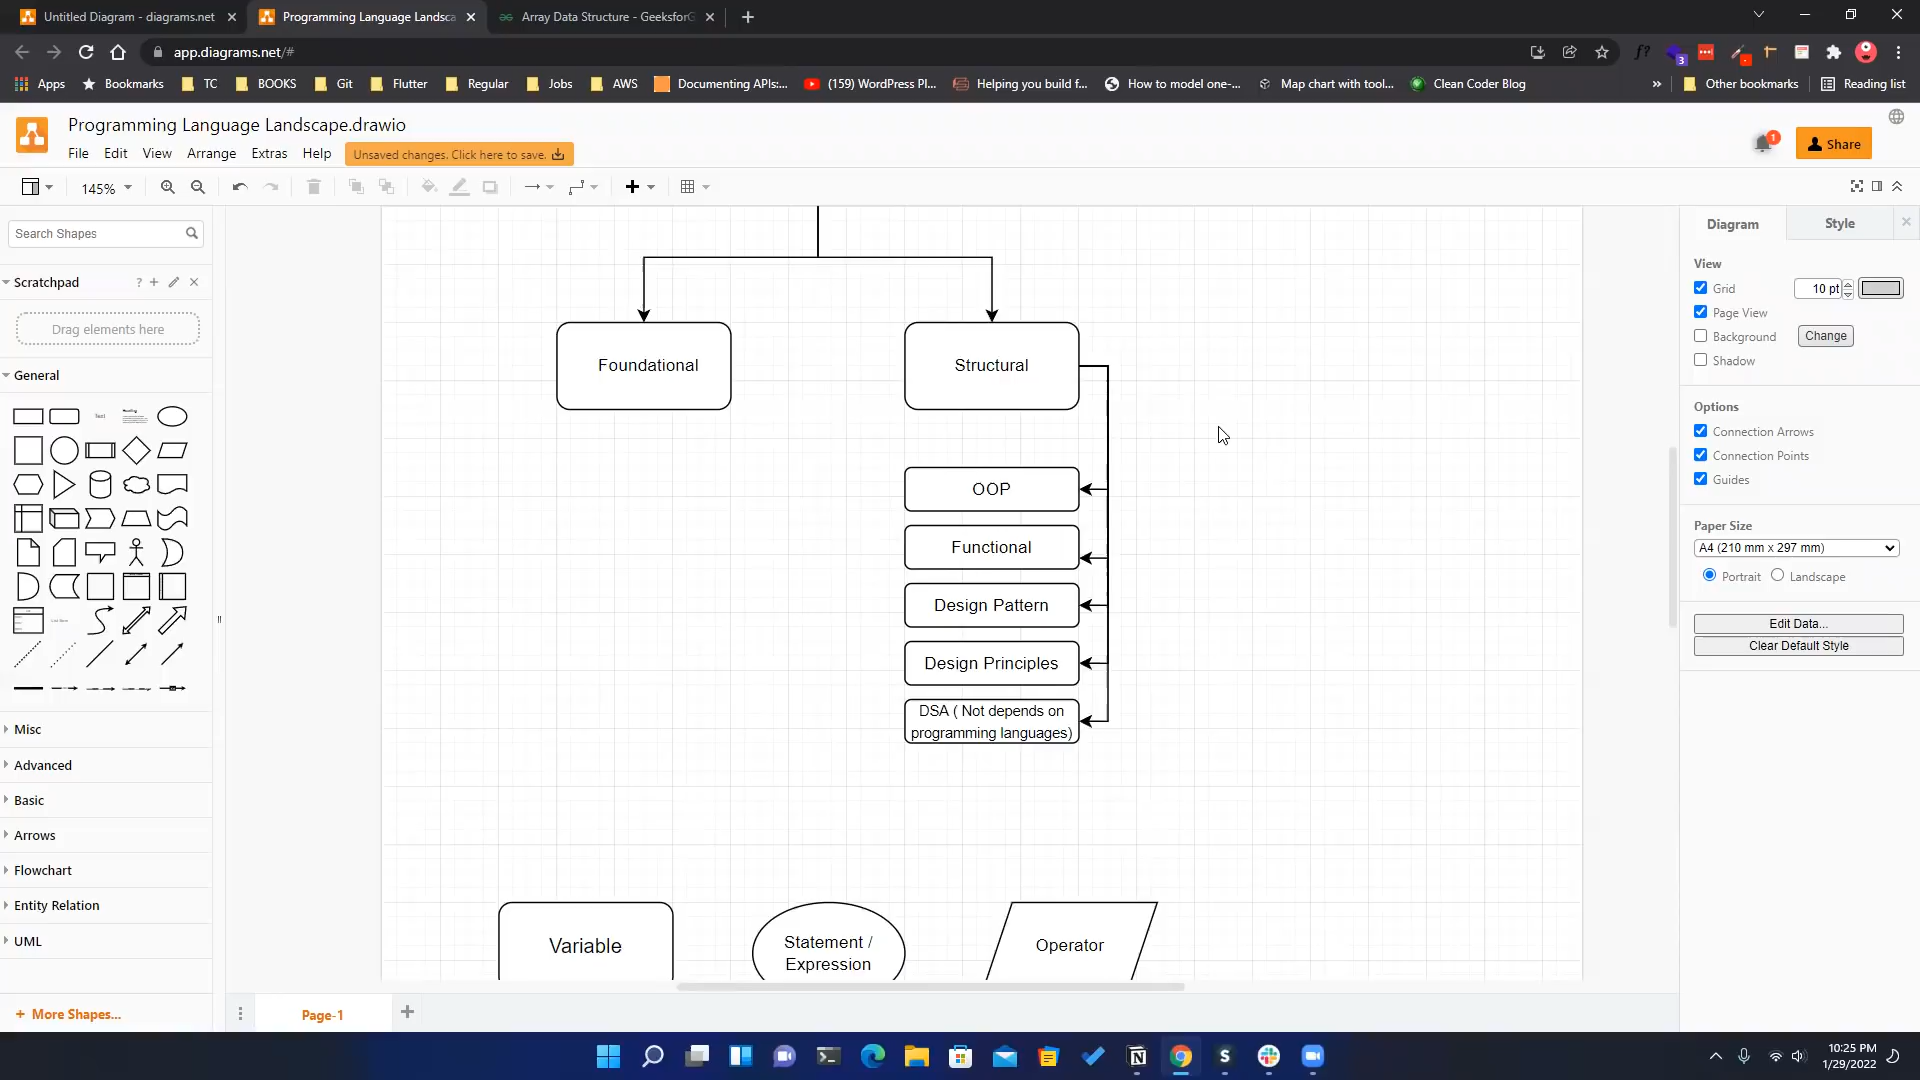 Untitled Diagram - diagrams.net
Programming Language Landsca
Array Data Structure - GeeksforG
app.diagrams.net/#
f?
3
Apps
Bookmarks
TC
BOOKS
Git
Flutter
Regular
Jobs
AWS
Documenting APIs:...
(159) WordPress Pl...
Helping you build f...
How to model one-...
Map chart with tool...
Clean Coder Blog
»
Other bookmarks
Reading list
Programming Language Landscape.drawio
1
Share
File
Edit
View
Arrange
Extras
Help
Unsaved changes. Click here to save.
145%
Search Shapes
Scratchpad
?
Drag elements here
General
Text
Heading
Misc
Advanced
Basic
Arrows
Flowchart
Entity Relation
UML
+ More Shapes...
Foundational
Structural
OOP
Functional
Design Pattern
Design Principles
DSA ( Not depends on
programming languages)
Variable
Statement /
Expression
Operator
Page-1
Diagram
Style
View
Grid
10 pt
Page View
Background
Change
Shadow
Options
Connection Arrows
Connection Points
Guides
Paper Size
A4 (210 mm x 297 mm)
Portrait
Landscape
Edit Data...
Clear Default Style
10:25 PM
1/29/2022